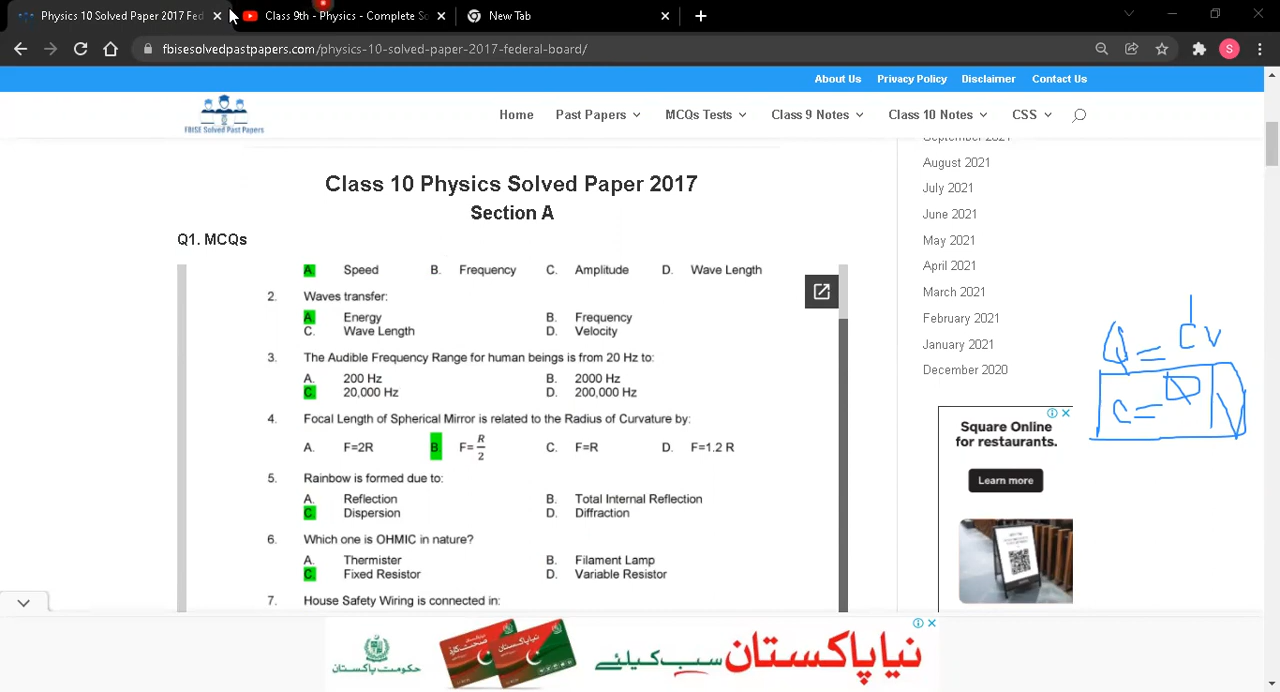 Physics 10 Solved Paper 2017 Fed
Class 9th - Physics - Complete So
New Tab
fbisesolvedpastpapers.com/physics-10-solved-paper-2017-federal-board/
S
About Us Privacy Policy Disclaimer Contact Us
FBISE Solved Past Papers
Home Past Papers MCQs Tests Class 9 Notes Class 10 Notes CSS
September 2021
August 2021
July 2021
June 2021
May 2021
April 2021
March 2021
February 2021
January 2021
December 2020
Class 10 Physics Solved Paper 2017
Section A
Q1. MCQs
A. Speed B. Frequency C. Amplitude D. Wave Length
2. Waves transfer:
A. Energy B. Frequency
C. Wave Length D. Velocity
3. The Audible Frequency Range for human beings is from 20 Hz to:
A. 200 Hz B. 2000 Hz
C. 20,000 Hz D. 200,000 Hz
4. Focal Length of Spherical Mirror is related to the Radius of Curvature by:
A. F=2R B. F=R/2 C. F=R D. F=1.2 R
5. Rainbow is formed due to:
A. Reflection B. Total Internal Reflection
C. Dispersion D. Diffraction
6. Which one is OHMIC in nature?
A. Thermister B. Filament Lamp
C. Fixed Resistor D. Variable Resistor
7. House Safety Wiring is connected in:
Q = CV
C =
V
Square Online
for restaurants.
Learn more
حکومت پاکستان
نیا پاکستان
سب کیلئے